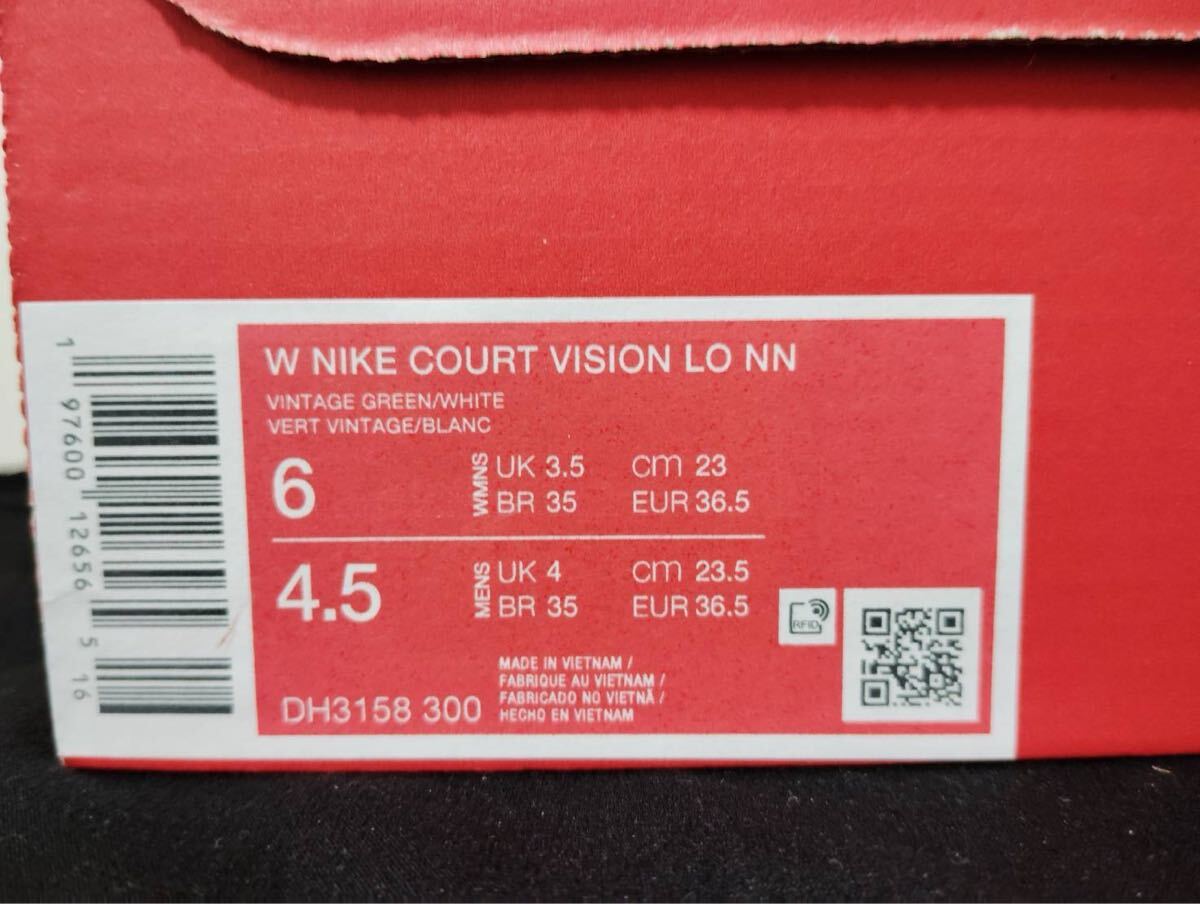 W NIKE COURT VISION LO NN
VINTAGE GREEN/WHITE
VERT VINTAGE/BLANC
6
WMNS
UK 3.5 cm 23
BR 35 EUR 36.5
4.5
MENS
UK 4 cm 23.5
BR 35 EUR 36.5
RFID
DH3158 300
MADE IN VIETNAM /
FABRIQUE AU VIETNAM /
FABRICADO NO VIETNÃ /
HECHO EN VIETNAM
1 97600 12656 5 16